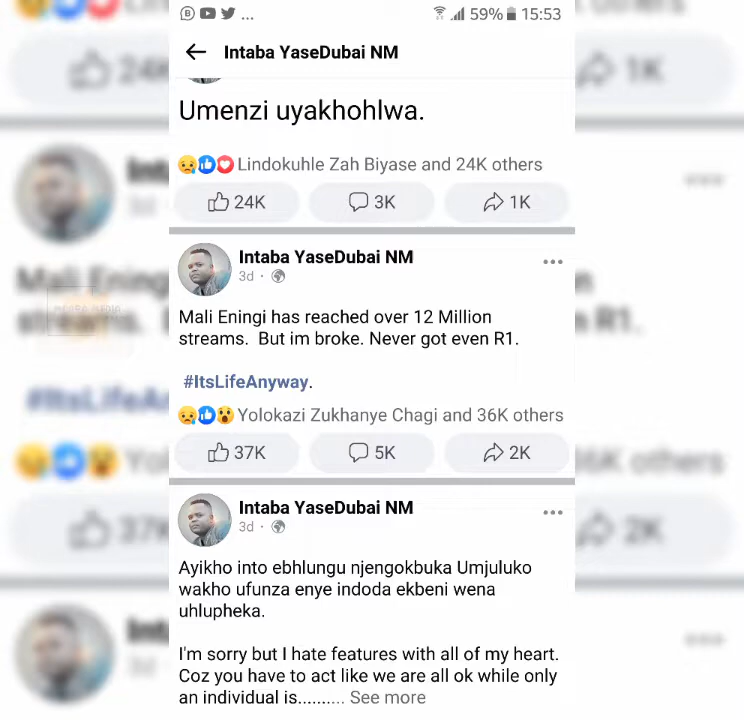 59% 15:53
Intaba YaseDubai NM
Umenzi uyakhohlwa.
Lindokuhle Zah Biyase and 24K others
24K 3K 1K
Intaba YaseDubai NM
3d
Mali Eningi has reached over 12 Million
streams. But im broke. Never got even R1.
#ItsLifeAnyway.
Yolokazi Zukhanye Chagi and 36K others
37K 5K 2K
Intaba YaseDubai NM
3d
Ayikho into ebhlungu njengokbuka Umjuluko
wakho ufunza enye indoda ekbeni wena
uhlupheka.
I'm sorry but I hate features with all of my heart.
Coz you have to act like we are all ok while only
an individual is.......... See more